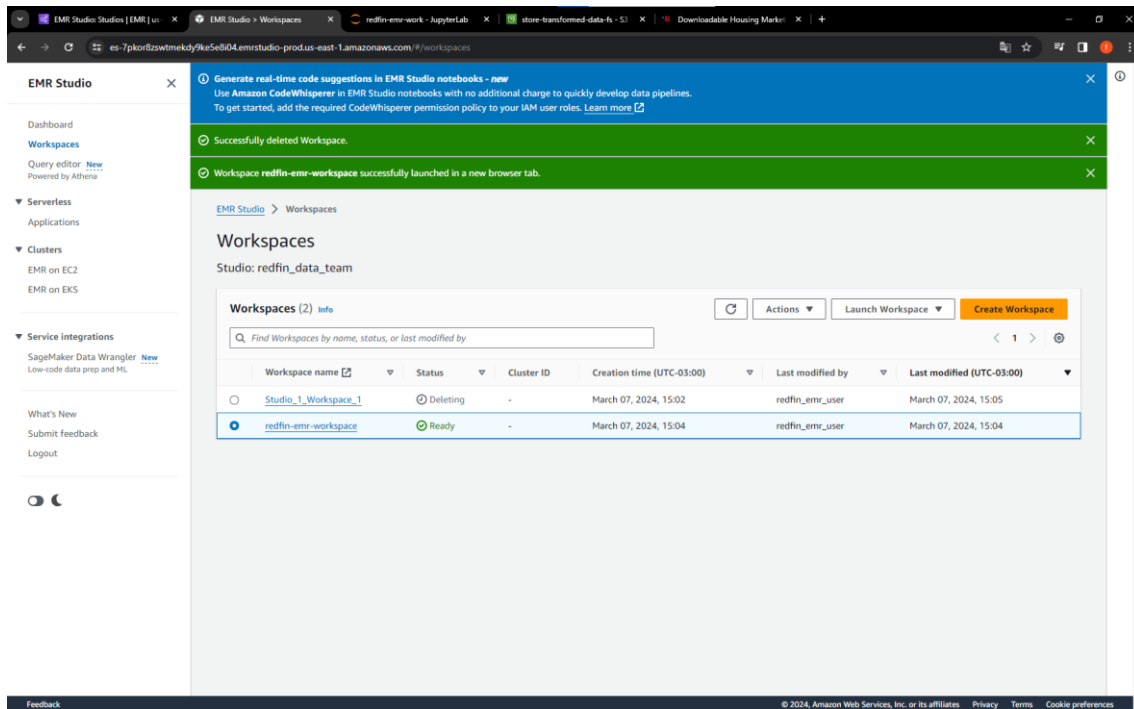 EMR Studio: Studios | EMR | us-
EMR Studio > Workspaces
redfin-emr-work - JupyterLab
store-transformed-data-fs - S3
Downloadable Housing Market
es-7pkor8zswtmekdy9ke5e8i04.emrstudio-prod.us-east-1.amazonaws.com/#/workspaces
EMR Studio
Dashboard
Workspaces
Query editor New
Powered by Athena
Serverless
Applications
Clusters
EMR on EC2
EMR on EKS
Service integrations
SageMaker Data Wrangler New
Low-code data prep and ML
What's New
Submit feedback
Logout
Generate real-time code suggestions in EMR Studio notebooks - new
Use Amazon CodeWhisperer in EMR Studio notebooks with no additional charge to quickly develop data pipelines.
To get started, add the required CodeWhisperer permission policy to your IAM user roles. Learn more
Successfully deleted Workspace.
Workspace redfin-emr-workspace successfully launched in a new browser tab.
EMR Studio > Workspaces
Workspaces
Studio: redfin_data_team
Workspaces (2) Info
Actions
Launch Workspace
Create Workspace
Find Workspaces by name, status, or last modified by
< 1 >
Workspace name Status Cluster ID Creation time (UTC-03:00) Last modified by Last modified (UTC-03:00)
Studio_1_Workspace_1 Deleting - March 07, 2024, 15:02 redfin_emr_user March 07, 2024, 15:05
redfin-emr-workspace Ready - March 07, 2024, 15:04 redfin_emr_user March 07, 2024, 15:04
Feedback
© 2024, Amazon Web Services, Inc. or its affiliates Privacy Terms Cookie preferences